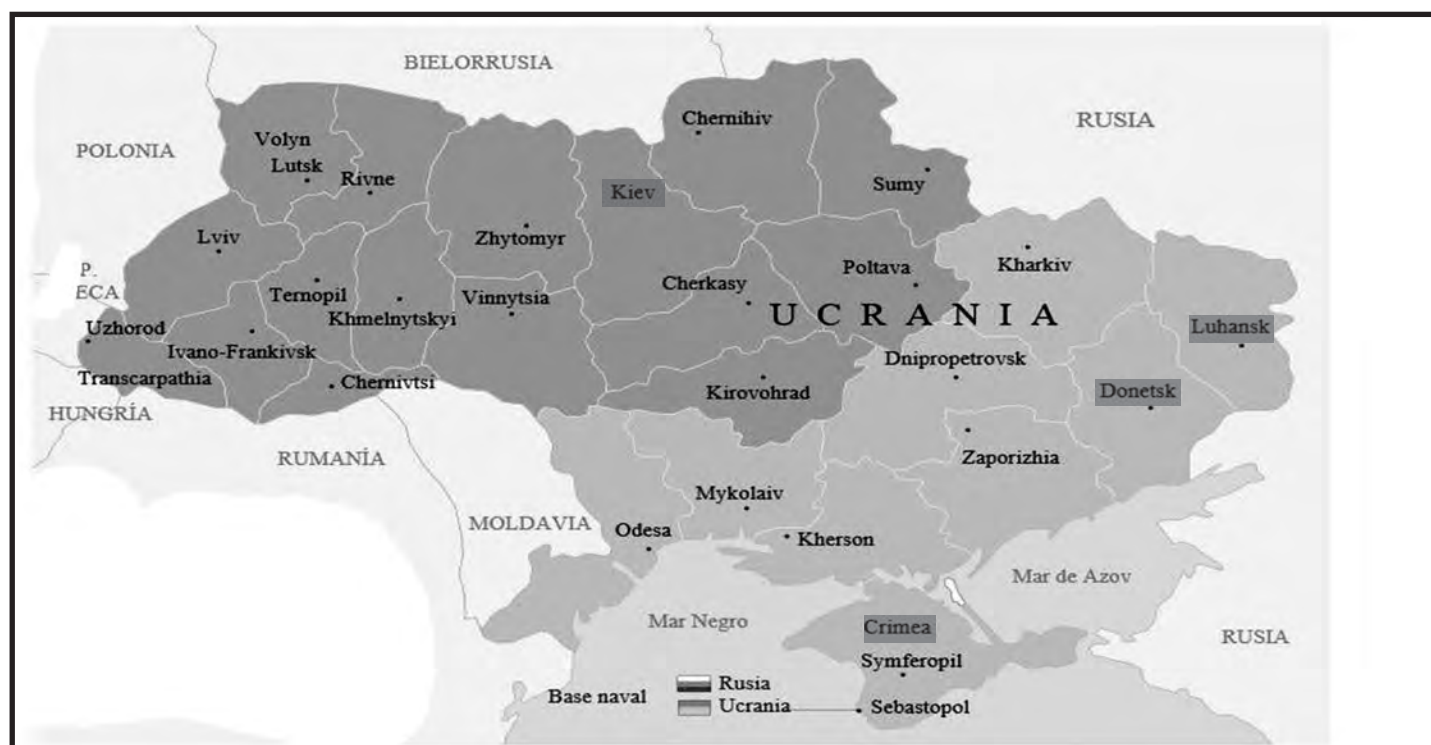 BIELORRUSIA
Chernihiv
RUSIA
POLONIA
Volyn
Lutsk
Rivne
Kiev
Sumy
Lviv
Zhytomyr
Kharkiv
P.
ECA
Ternopil
Khmelnytskyi
Vinnytsia
Cherkasy
Poltava
UCRANIA
Luhansk
Uzhorod
Ivano-Frankivsk
Transcarpathia
Chernivtsi
Dnipropetrovsk
Kirovohrad
Donetsk
HUNGRÍA
RUMANÍA
Zaporizhia
Mykolaiv
MOLDAVIA
Odesa
Kherson
Mar de Azov
Mar Negro
Crimea
RUSIA
Symferopil
Base naval
Rusia
Ucrania
Sebastopol